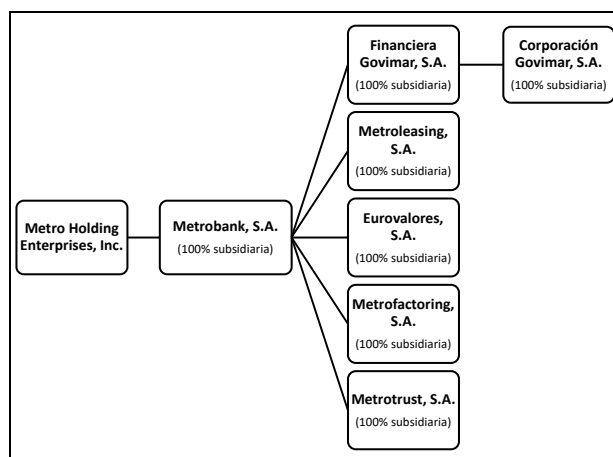 Metro Holding
Enterprises, Inc.
Metrobank, S.A.
(100% subsidiaria)
Financiera
Govimar, S.A.
(100% subsidiaria)
Corporación
Govimar, S.A.
(100% subsidiaria)
Metroleasing,
S.A.
(100% subsidiaria)
Eurovalores,
S.A.
(100% subsidiaria)
Metrofactoring,
S.A.
(100% subsidiaria)
Metrotrust, S.A.
(100% subsidiaria)